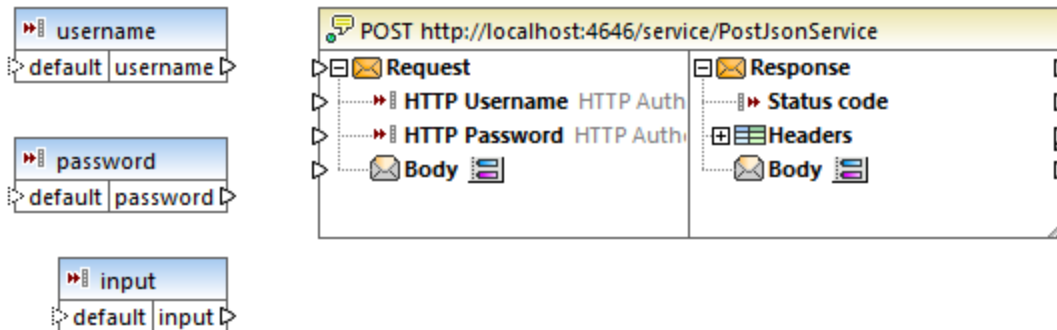 username
default username
password
default password
input
default input
POST http://localhost:4646/service/PostJsonService
Request
HTTP Username HTTP Auth
HTTP Password HTTP Auth
Body
Response
Status code
Headers
Body